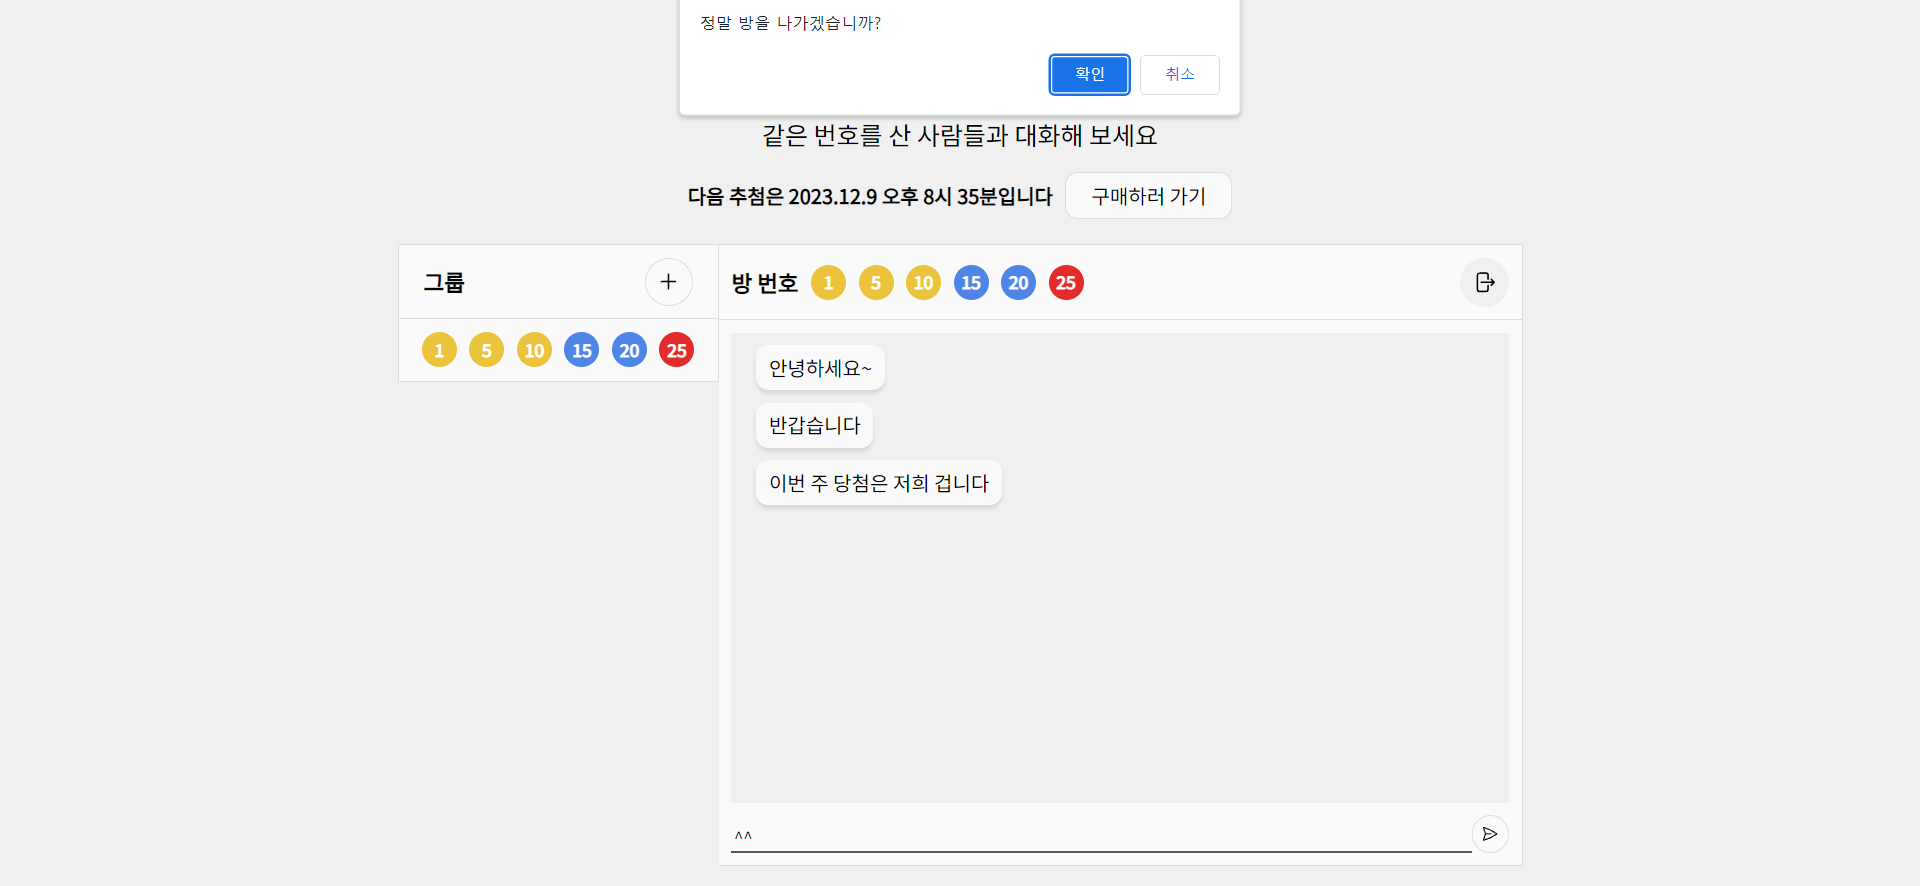 정말 방을 나가겠습니까?
확인 취소
같은 번호를 산 사람들과 대화해 보세요
다음 추첨은 2023.12.9 오후 8시 35분입니다 구매하러 가기
그룹
1 5 10 15 20 25
방 번호 1 5 10 15 20 25
안녕하세요~
반갑습니다
이번 주 당첨은 저희 겁니다
^^